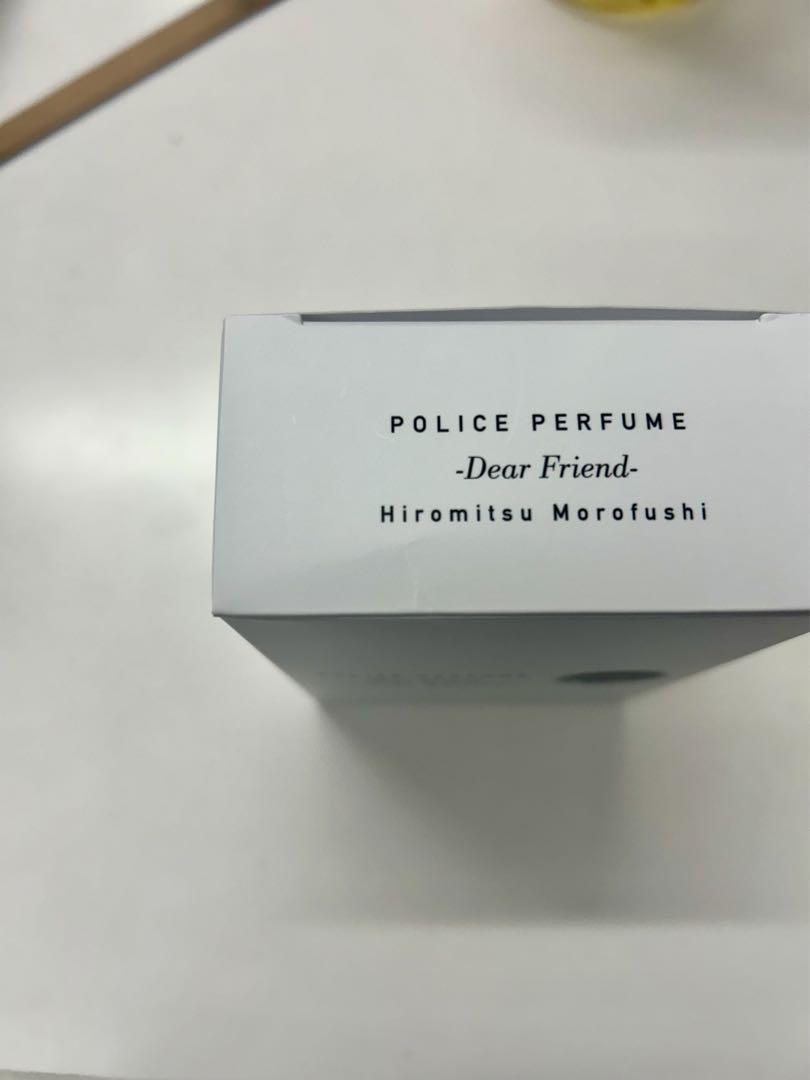 POLICE PERFUME
-Dear Friend-
Hiromitsu Morofushi